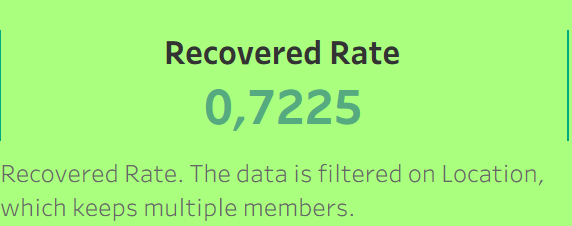 Recovered Rate
0,7225
Recovered Rate. The data is filtered on Location,
which keeps multiple members.